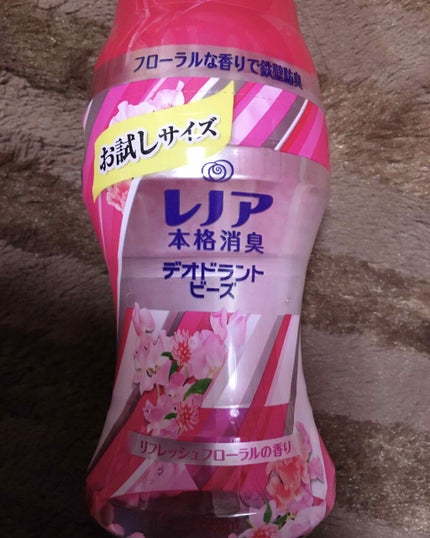 フローラルな香りで鉄壁防臭
お試しサイズ
レノア
本格消臭
デオドラント
ビーズ
リフレッシュフローラルの香り